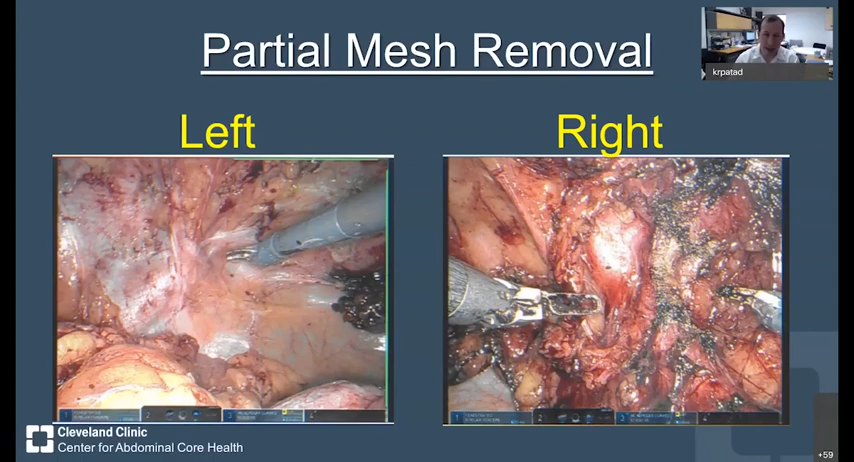 Partial Mesh Removal
krpatad
Left
Right
Cleveland Clinic
Center for Abdominal Core Health
+59